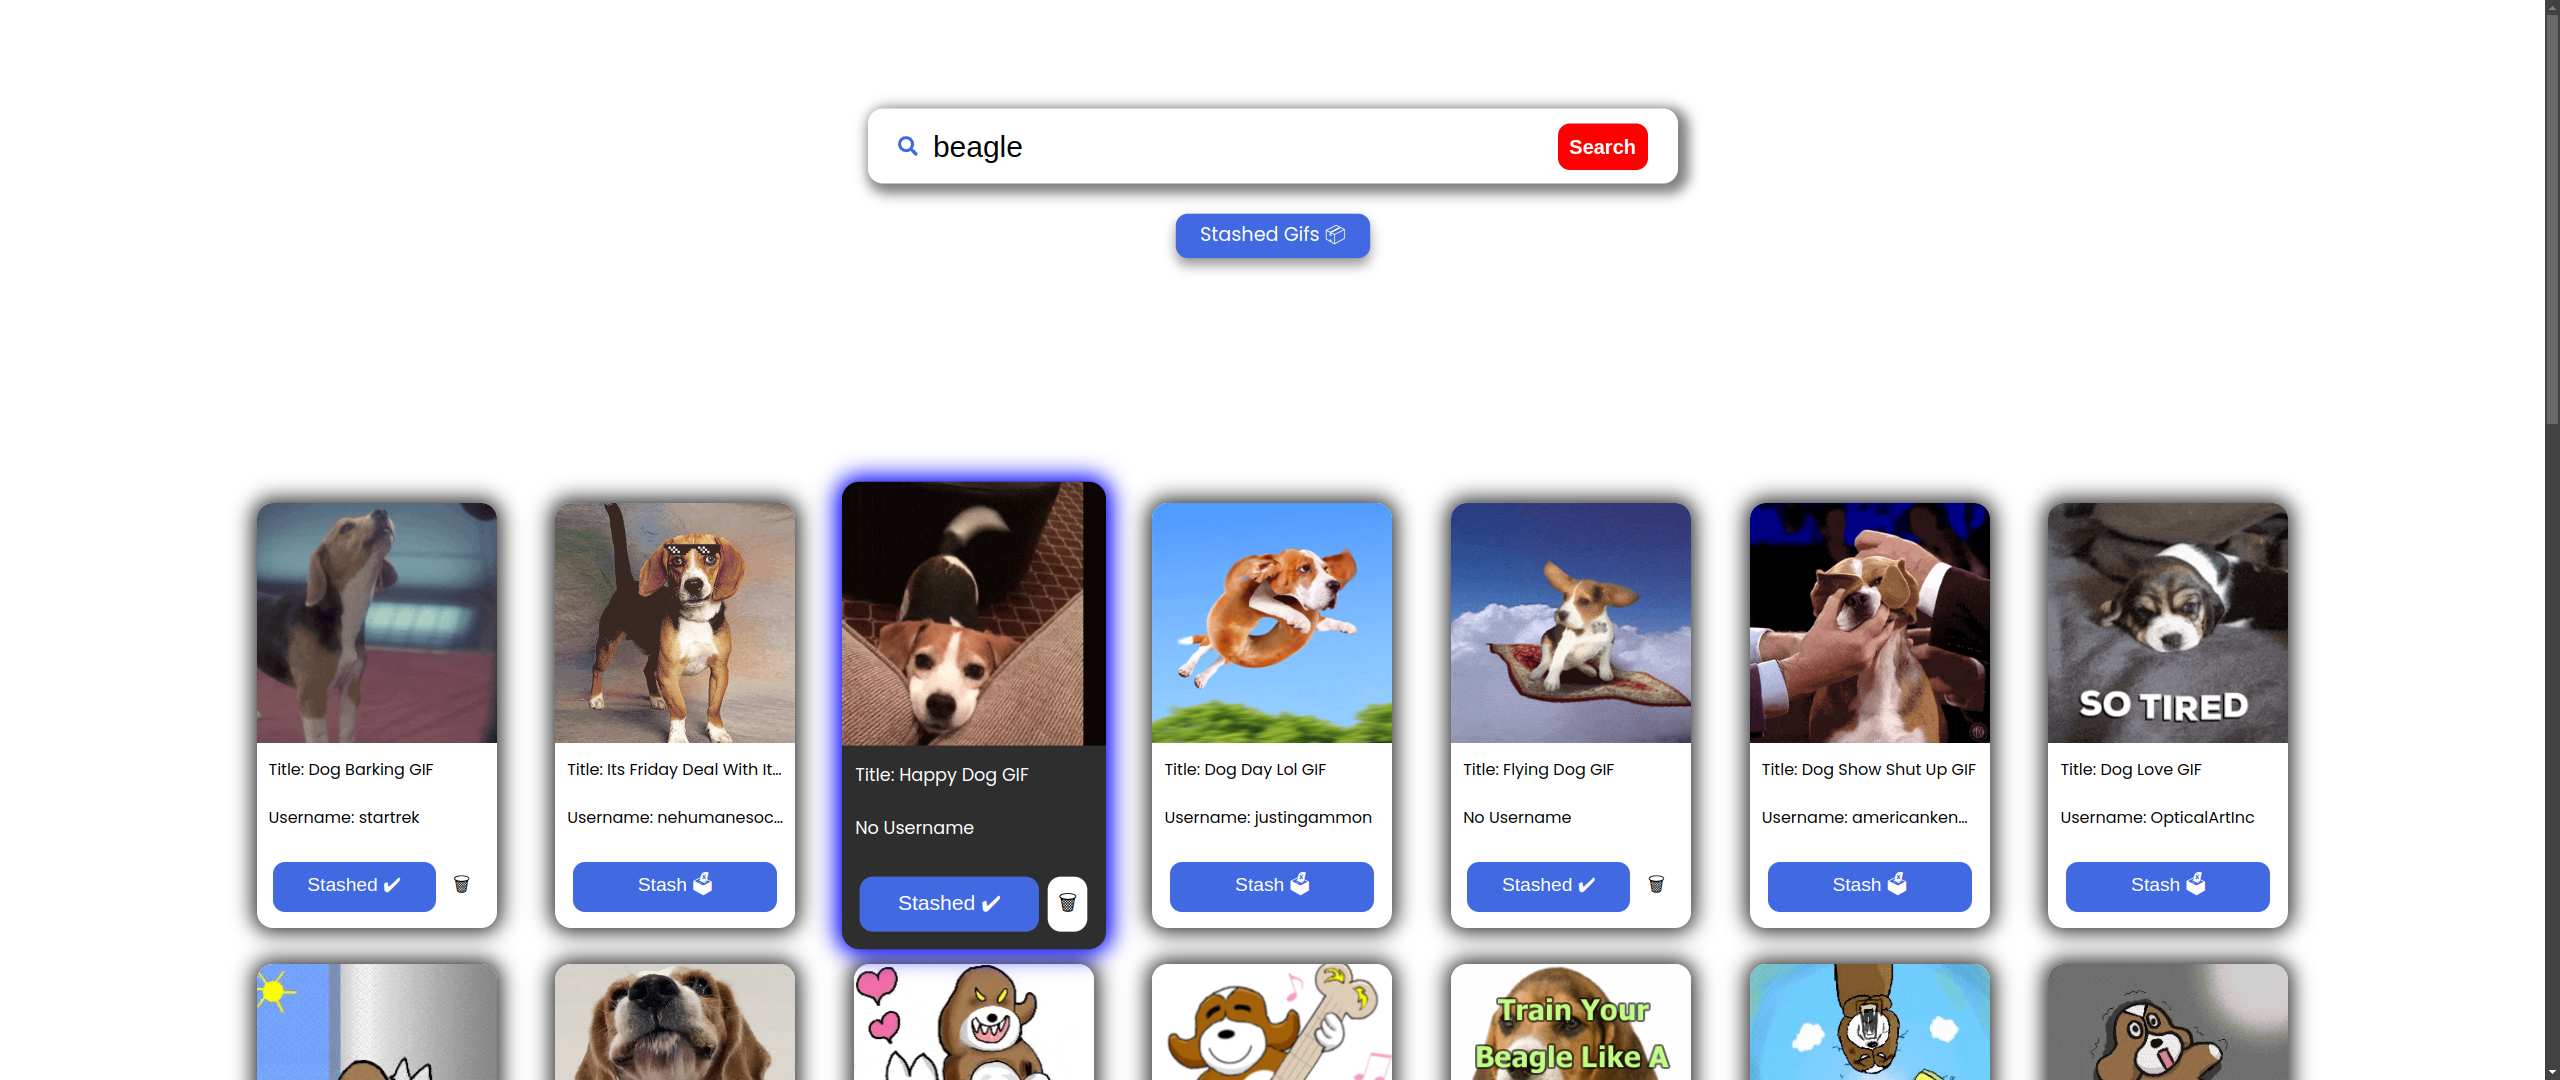 beagle
Search
Stashed Gifs 📦
SO TIRED
Title: Dog Barking GIF
Title: Its Friday Deal With It...
Title: Happy Dog GIF
Title: Dog Day Lol GIF
Title: Flying Dog GIF
Title: Dog Show Shut Up GIF
Title: Dog Love GIF
Username: startrek
Username: nehumanesoc...
No Username
Username: justingammon
No Username
Username: americanken...
Username: OpticalArtInc
Stashed ✔
Stash 🗳
Stashed ✔
Stash 🗳
Stashed ✔
Stash 🗳
Stash 🗳
Train Your
Beagle Like A